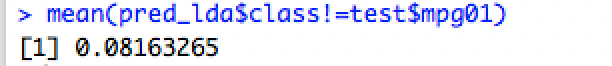 > mean(pred_lda$class!=test$mpg01)
[1] 0.08163265